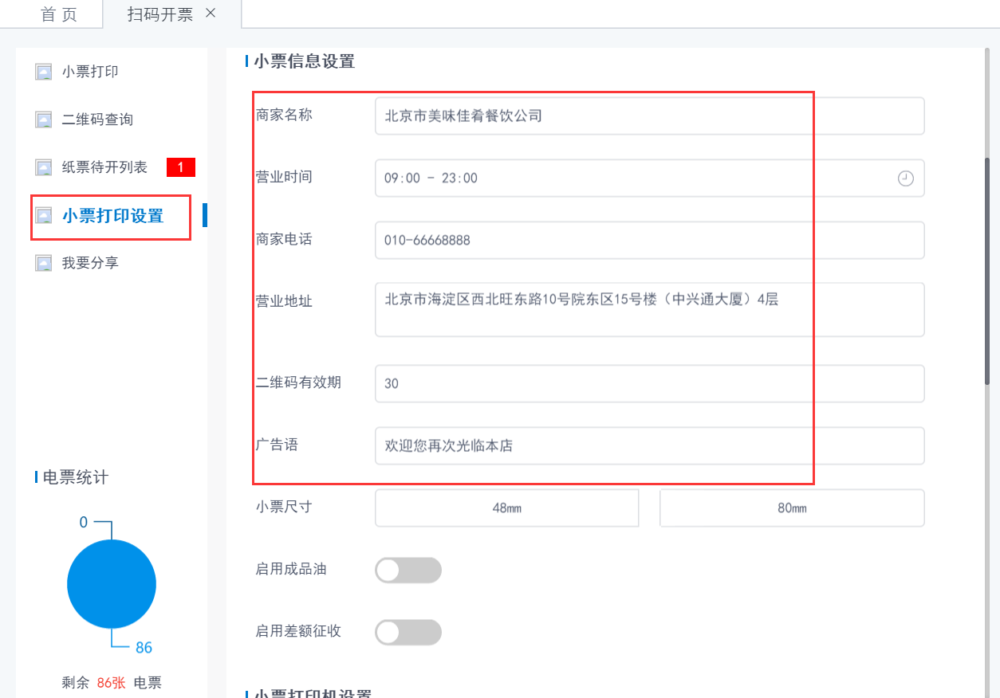 首 页
扫码开票 ×
小票打印
二维码查询
纸票待开列表 1
小票打印设置
我要分享
电票统计
0
86
剩余 86张 电票
小票信息设置
商家名称 北京市美味佳肴餐饮公司
营业时间 09:00 - 23:00
商家电话 010-66668888
营业地址 北京市海淀区西北旺东路10号院东区15号楼（中兴通大厦）4层
二维码有效期 30
广告语 欢迎您再次光临本店
小票尺寸 48mm 80mm
启用成品油
启用差额征收
小票打印机设置